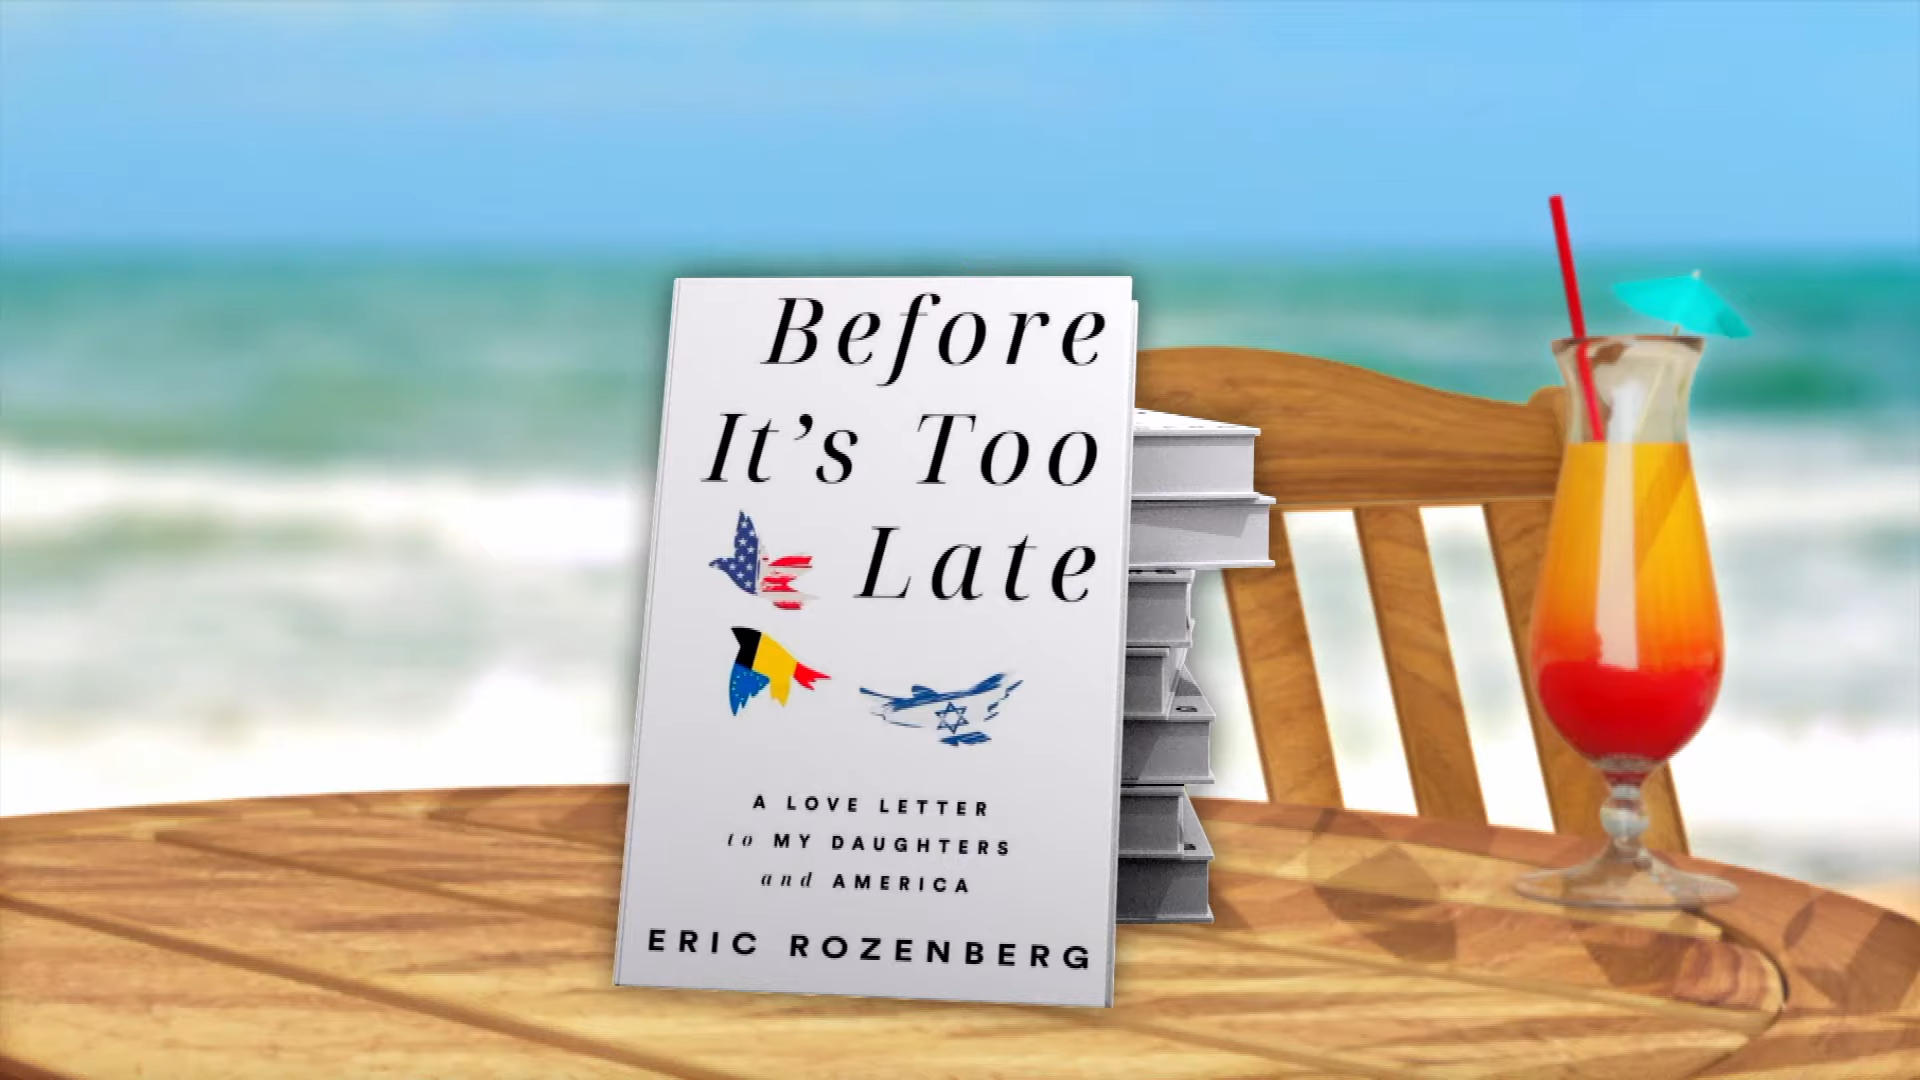 Before
It's Too
Late
A LOVE LETTER
to MY DAUGHTERS
and AMERICA
ERIC ROZENBERG